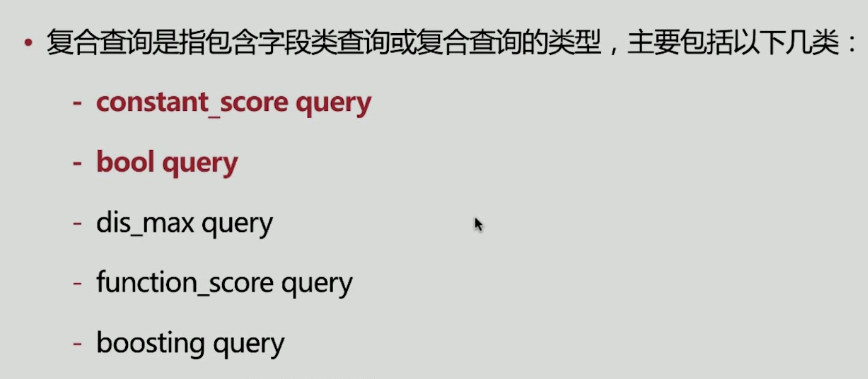 • 复合查询是指包含字段类查询或复合查询的类型，主要包括以下几类：
- constant_score query
- bool query
- dis_max query
- function_score query
- boosting query